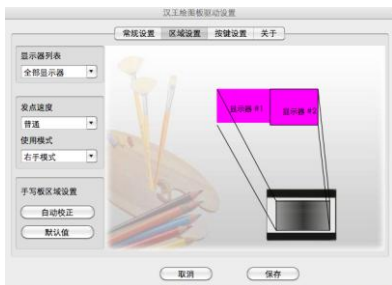 汉王绘图板驱动设置
常规设置 区域设置 按键设置 关于
显示器列表
全部显示器
发点速度
普通
使用模式
右手模式
手写板区域设置
自动校正
默认值
显示器 #1 显示器 #2
取消 保存